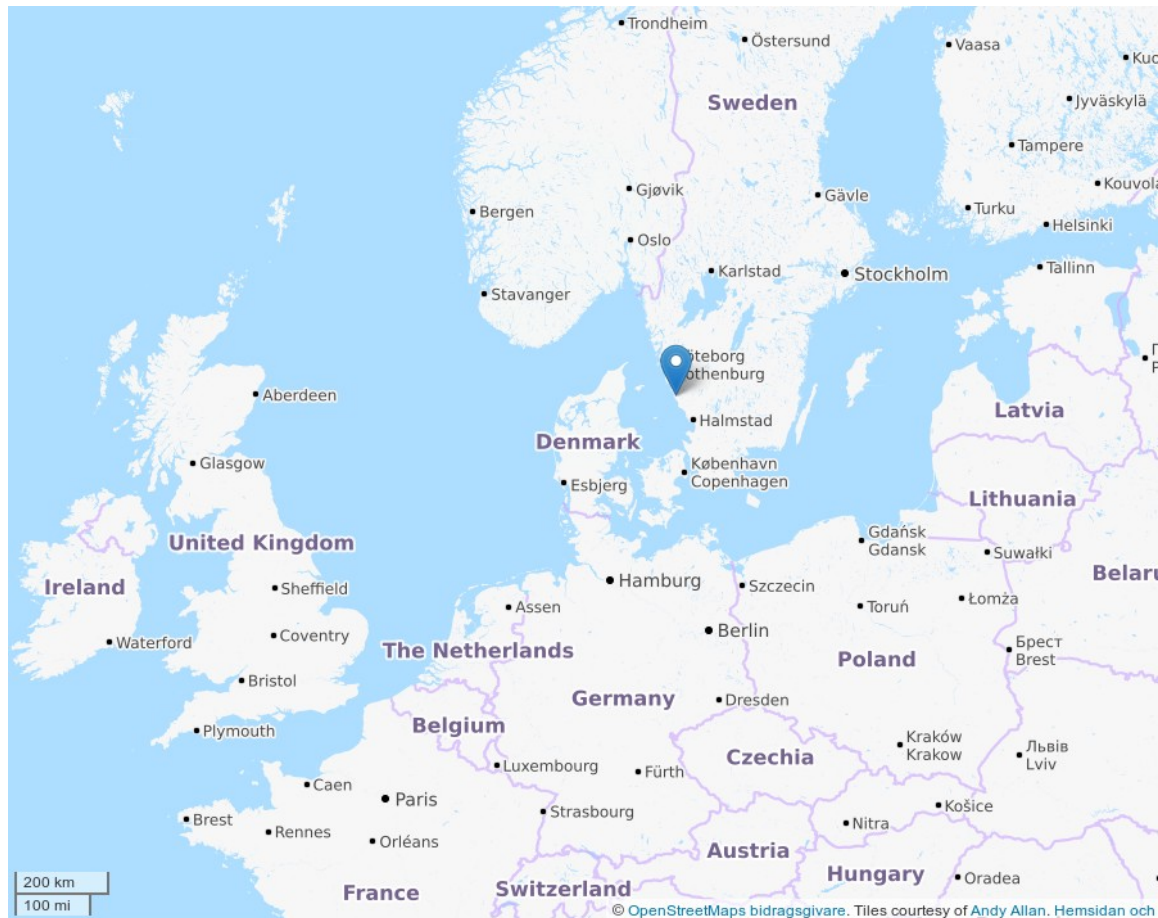 Trondheim
Östersund
Vaasa
Sweden
Jyväskylä
Tampere
Gjøvik
Gävle
Kouvola
Bergen
Turku
Oslo
Helsinki
Karlstad
Stockholm
Tallinn
Stavanger
öteborg
othenburg
Aberdeen
Latvia
Halmstad
Denmark
Glasgow
København
Copenhagen
Esbjerg
Lithuania
Gdańsk
Gdansk
United Kingdom
Suwałki
Belaru
Ireland
Sheffield
Hamburg
Szczecin
Assen
Toruń
Łomża
Waterford
Coventry
Berlin
Брест
Brest
The Netherlands
Poland
Bristol
Germany
Dresden
Plymouth
Belgium
Kraków
Krakow
Czechia
Львів
Lviv
Luxembourg
Fürth
Caen
Paris
Košice
Strasbourg
Brest
Rennes
Nitra
Orléans
Austria
Hungary
Oradea
200 km
France
Switzerland
100 mi
© OpenStreetMaps bidragsgivare. Tiles courtesy of Andy Allan. Hemsidan och